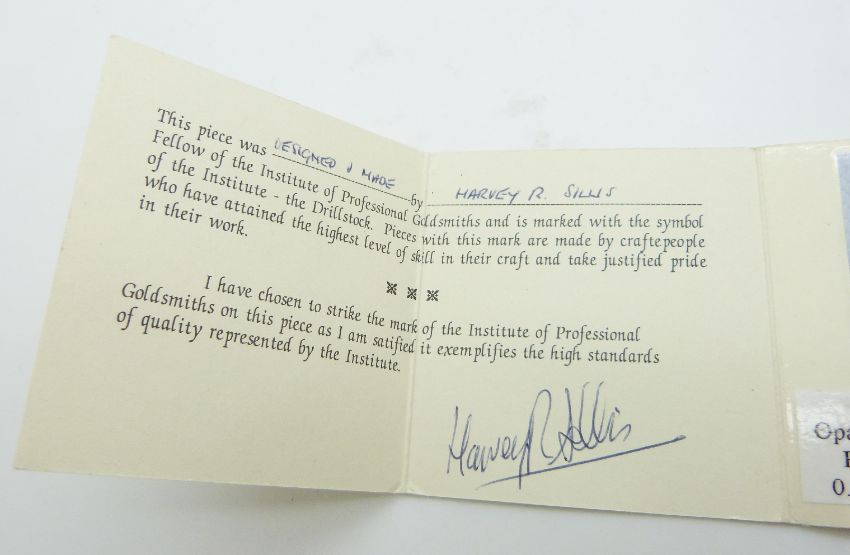 This piece was DESIGNED & MADE by HARVEY R. SILLIS
Fellow of the Institute of Professional Goldsmiths and is marked with the symbol
of the Institute - the Drillstock. Pieces with this mark are made by craftepeople
who have attained the highest level of skill in their craft and take justified pride
in their work.
I have chosen to strike the mark of the Institute of Professional
Goldsmiths on this piece as I am satified it exemplifies the high standards
of quality represented by the Institute.
Harvey R Sillis
Opa
0.